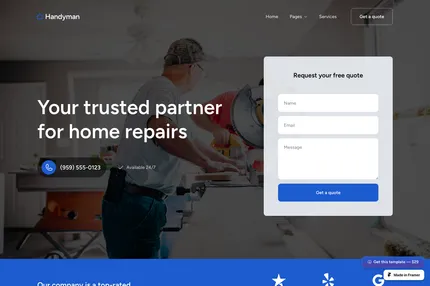 Handyman
Home
Pages
Services
Get a quote
Request your free quote
Your trusted partner
for home repairs
Name
Email
Message
(959) 555-0123
Available 24/7
Get a quote
Get this template — $29
Made in Framer
Our company is a top-rated